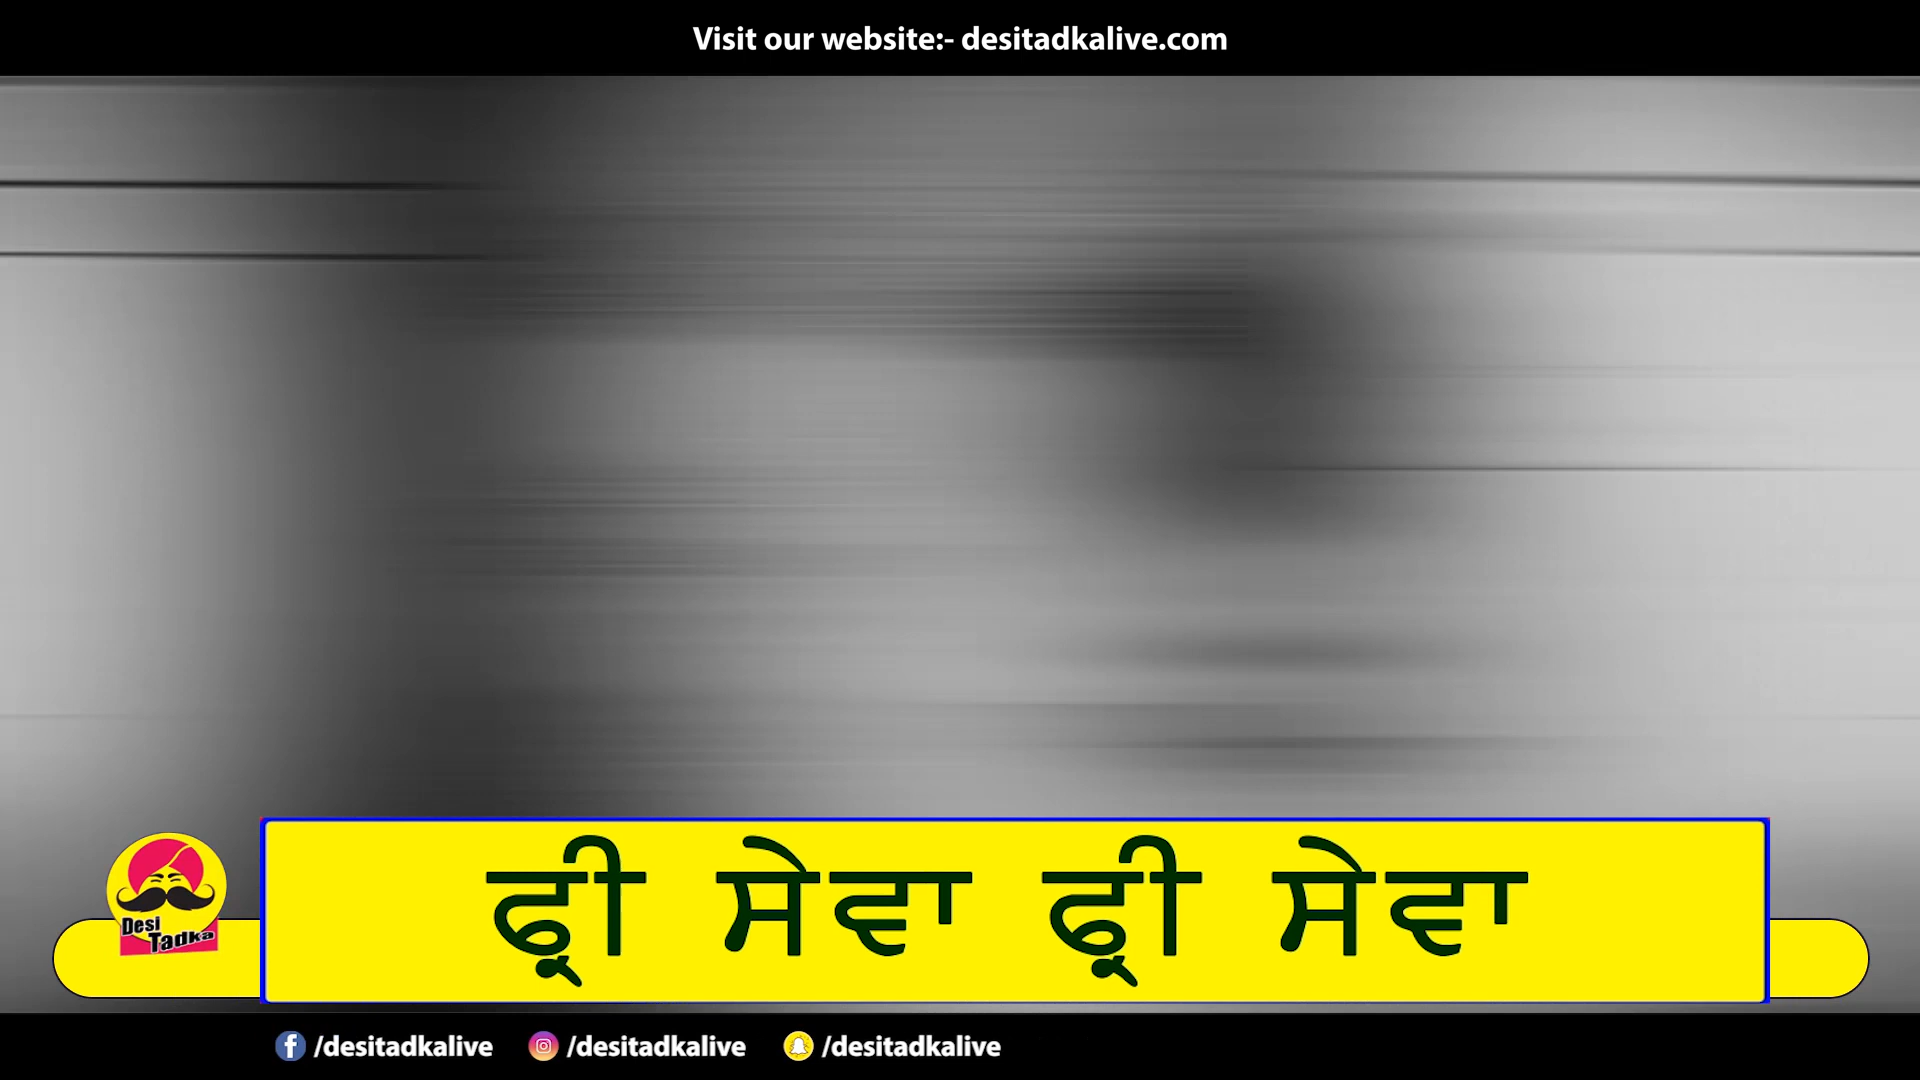 Visit our website:- desitadkalive.com
ਫ੍ਰੀ ਸੇਵਾ ਫ੍ਰੀ ਸੇਵਾ
Desi
Tadka
/desitadkalive /desitadkalive /desitadkalive